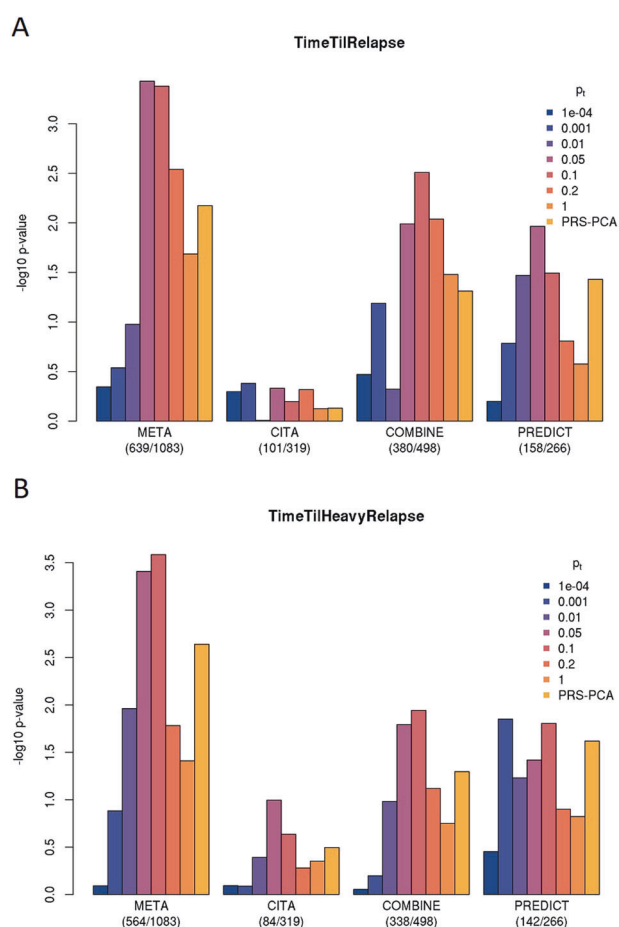 A
TimeTilRelapse
-log10 p-value
3.0
2.5
2.0
1.5
1.0
0.5
0.0
pt
1e-04
0.001
0.01
0.05
0.1
0.2
1
PRS-PCA
META
(639/1083)
CITA
(101/319)
COMBINE
(380/498)
PREDICT
(158/266)
B
TimeTilHeavyRelapse
-log10 p-value
3.5
3.0
2.5
2.0
1.5
1.0
0.5
0.0
pt
1e-04
0.001
0.01
0.05
0.1
0.2
1
PRS-PCA
META
(564/1083)
CITA
(84/319)
COMBINE
(338/498)
PREDICT
(142/266)